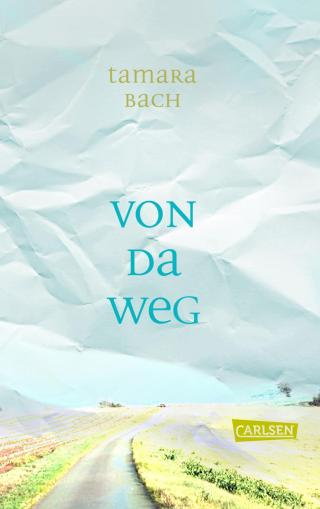 tamara
BACH
VON
Da
WeG
CARLSEN